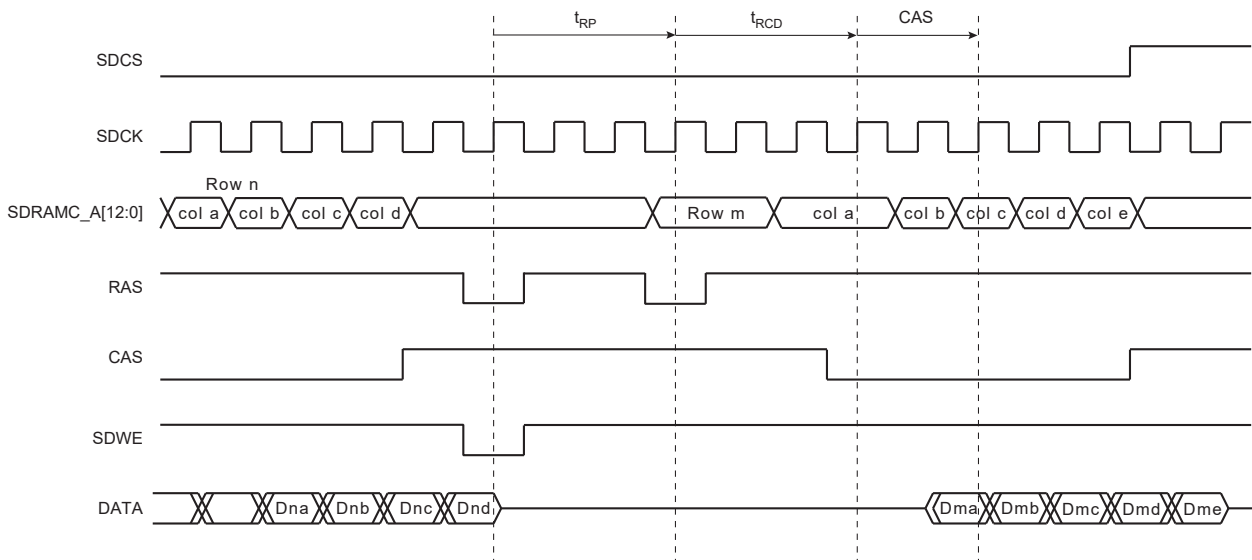 tRP tRCD CAS
SDCS
SDCK
Row n
SDRAMC_A[12:0] col a col b col c col d Row m col a col b col c col d col e
RAS
CAS
SDWE
DATA Dna Dnb Dnc Dnd Dma Dmb Dmc Dmd Dme